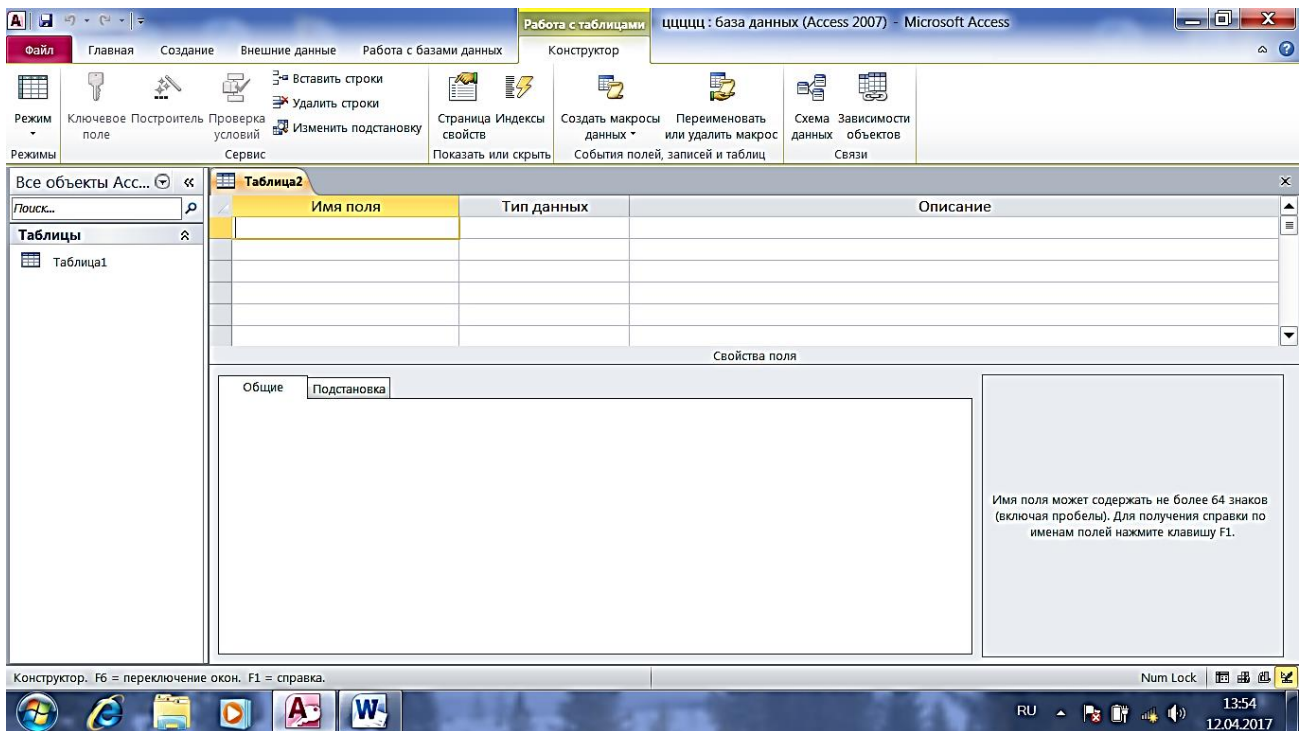 Работа с таблицами
цццццц : база данных (Access 2007) - Microsoft Access
Файл Главная Создание Внешние данные Работа с базами данных Конструктор
Режим
Ключевое поле
Построитель
Проверка условий
Вставить строки
Удалить строки
Изменить подстановку
Страница свойств
Индексы
Создать макросы данных
Переименовать или удалить макрос
Схема данных
Зависимости объектов
Режимы Сервис Показать или скрыть События полей, записей и таблиц Связи
Все объекты Acc... «
Таблица2
Поиск...
Имя поля Тип данных Описание
Таблицы
Таблица1
Свойства поля
Общие Подстановка
Имя поля может содержать не более 64 знаков
(включая пробелы). Для получения справки по
именам полей нажмите клавишу F1.
Конструктор. F6 = переключение окон. F1 = справка.
Num Lock
RU
13:54
12.04.2017